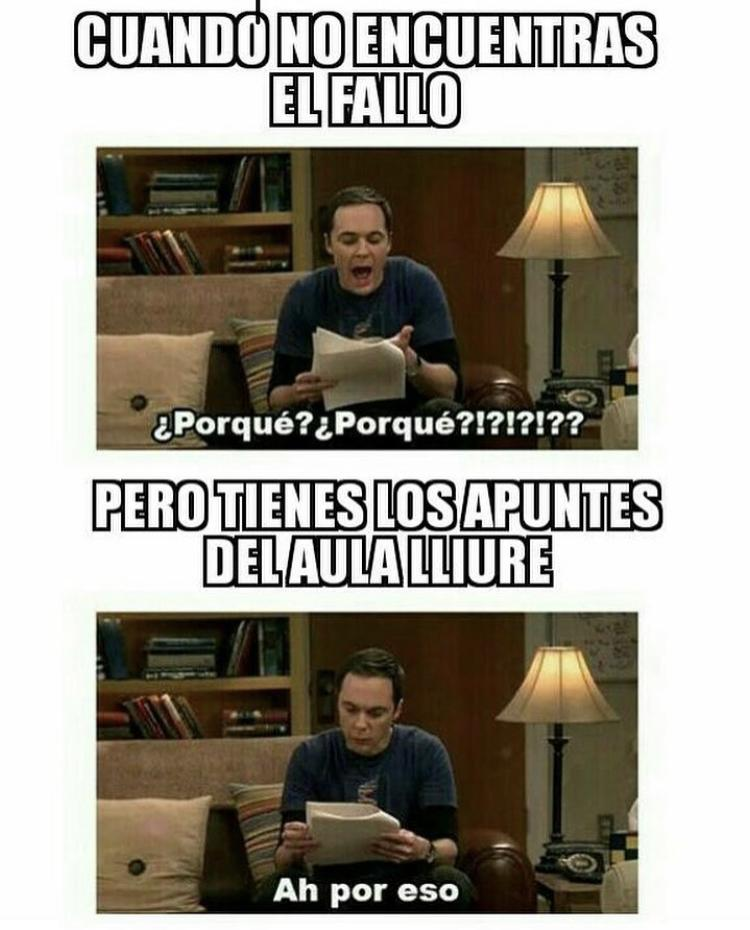 CUANDO NO ENCUENTRAS
EL FALLO
¿Porqué?¿Porqué?!?!?!??
PERO TIENES LOS APUNTES
DEL AULA LLIURE
Ah por eso